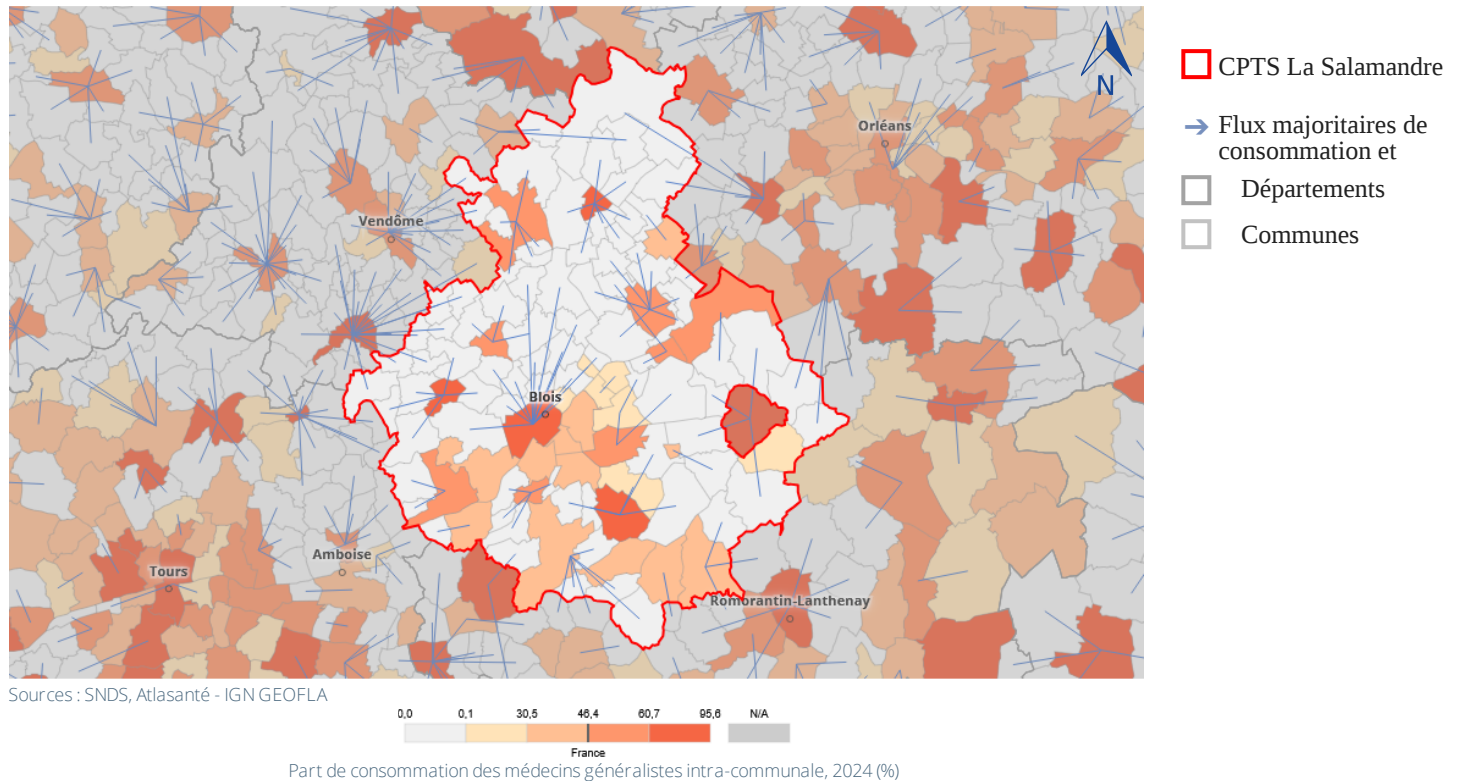 N
CPTS La Salamandre
Flux majoritaires de
consommation et
Départements
Communes
Orléans
Vendôme
Blois
Amboise
Tours
Romorantin-Lanthenay
Sources : SNDS, Atlasanté - IGN GEOFLA
0,0 0,1 30,5 46,4 60,7 95,6 N/A
France
Part de consommation des médecins généralistes intra-communale, 2024 (%)